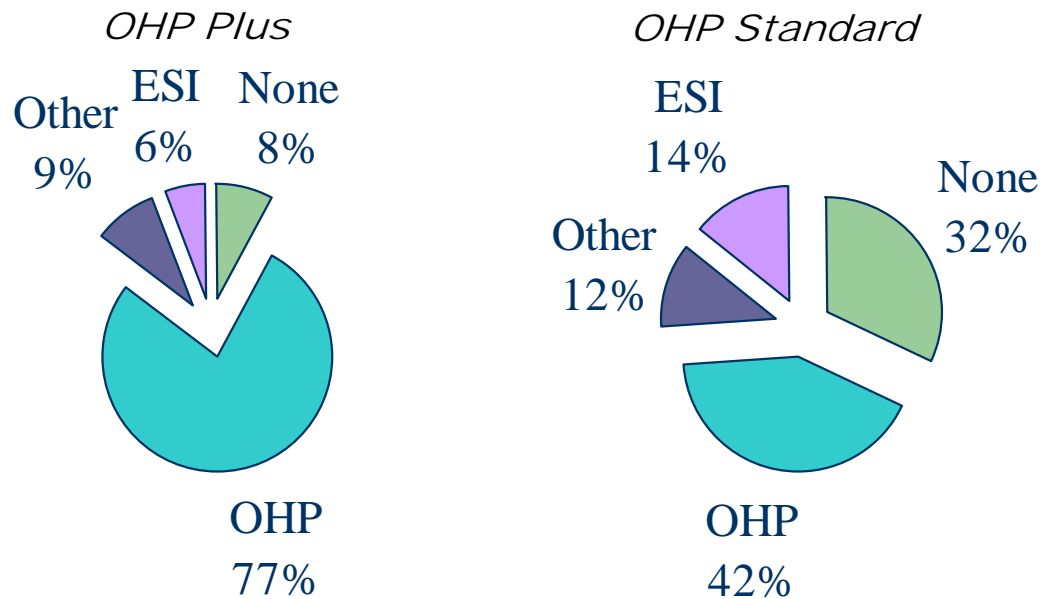 OHP Plus
Other
9%
ESI
6%
None
8%
OHP
77%
OHP Standard
ESI
14%
None
32%
Other
12%
OHP
42%